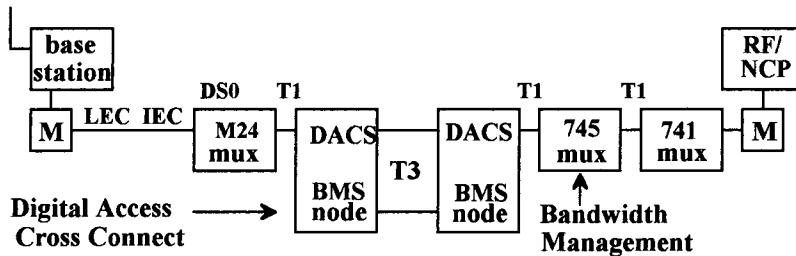 base
station
RF/
NCP
DS0
T1
T1
T1
M
LEC IEC
M24
mux
DACS
DACS
745
mux
741
mux
M
T3
BMS
node
BMS
node
Digital Access
Cross Connect
Bandwidth
Management